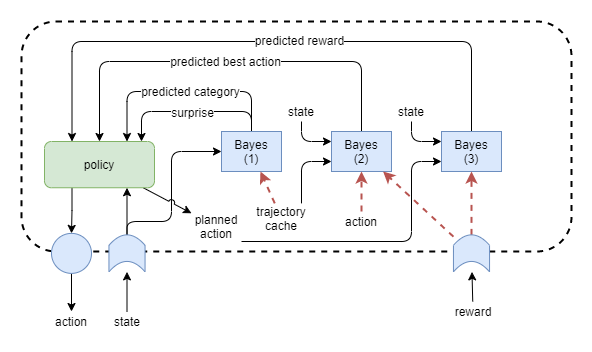 predicted reward
predicted best action
predicted category
surprise
state
state
policy
Bayes
(1)
Bayes
(2)
Bayes
(3)
planned
action
trajectory
cache
action
action
state
reward